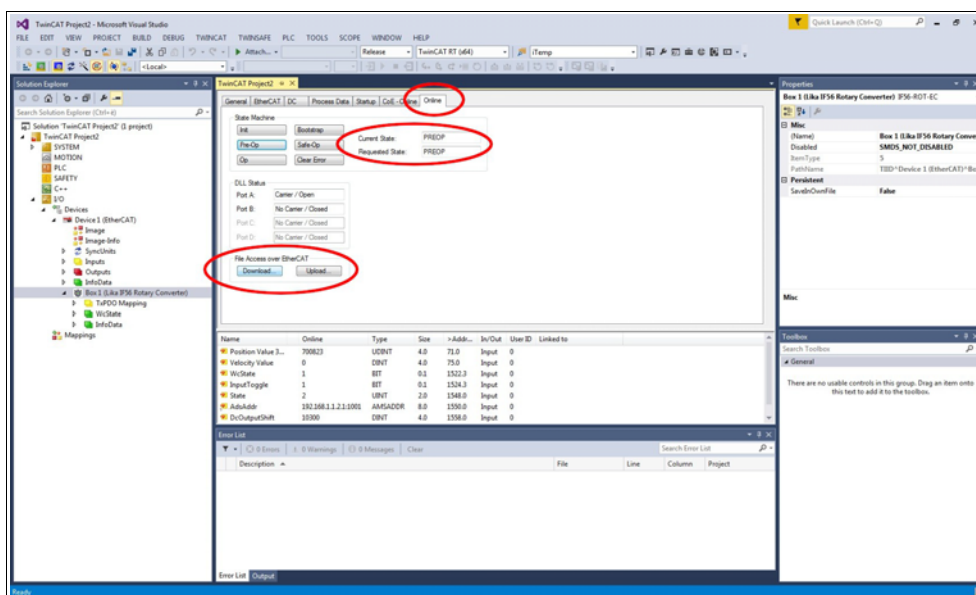 TwinCAT Project2 - Microsoft Visual Studio
Quick Launch (Ctrl+Q)
FILE EDIT VIEW PROJECT BUILD DEBUG TWINCAT TWINSAFE PLC TOOLS SCOPE WINDOW HELP
Attach... Release TwinCAT RT (x64) iTemp
<Local>
Solution Explorer
Search Solution Explorer (Ctrl+è)
Solution 'TwinCAT Project2' (1 project)
TwinCAT Project2
SYSTEM
MOTION
PLC
SAFETY
C++
I/O
Devices
Device 1 (EtherCAT)
Image
Image-Info
SyncUnits
Inputs
Outputs
InfoData
Box 1 (Lika IF56 Rotary Converter)
TxPDO Mapping
WcState
InfoData
Mappings
TwinCAT Project2
General EtherCAT DC Process Data Startup CoE - Online Online
State Machine
Init Bootstrap
Pre-Op Safe-Op
Op Clear Error
Current State: PREOP
Requested State: PREOP
DLL Status
Port A: Carrier / Open
Port B: No Carrier / Closed
Port C: No Carrier / Closed
Port D: No Carrier / Closed
File Access over EtherCAT
Download... Upload...
Name Online Type Size >Addr... In/Out User ID Linked to
Position Value 3... 700823 UDINT 4.0 71.0 Input 0
Velocity Value 0 DINT 4.0 75.0 Input 0
WcState 1 BIT 0.1 1522.3 Input 0
InputToggle 1 BIT 0.1 1524.3 Input 0
State 2 UINT 2.0 1548.0 Input 0
AdsAddr 192.168.1.1.2.1:1001 AMSADDR 8.0 1550.0 Input 0
DcOutputShift 10300 DINT 4.0 1558.0 Input 0
Error List
0 Errors 0 Warnings 0 Messages Clear
Search Error List
Description File Line Column Project
Error List Output
Ready
Properties
Box 1 (Lika IF56 Rotary Converter) IF56-ROT-EC
Misc
(Name) Box 1 (Lika IF56 Rotary Conve
Disabled SMDS_NOT_DISABLED
ItemType 5
PathName TIID^Device 1 (EtherCAT)^Bo
Persistent
SaveInOwnFile False
Misc
Toolbox
Search Toolbox
General
There are no usable controls in this group. Drag an item onto
this text to add it to the toolbox.